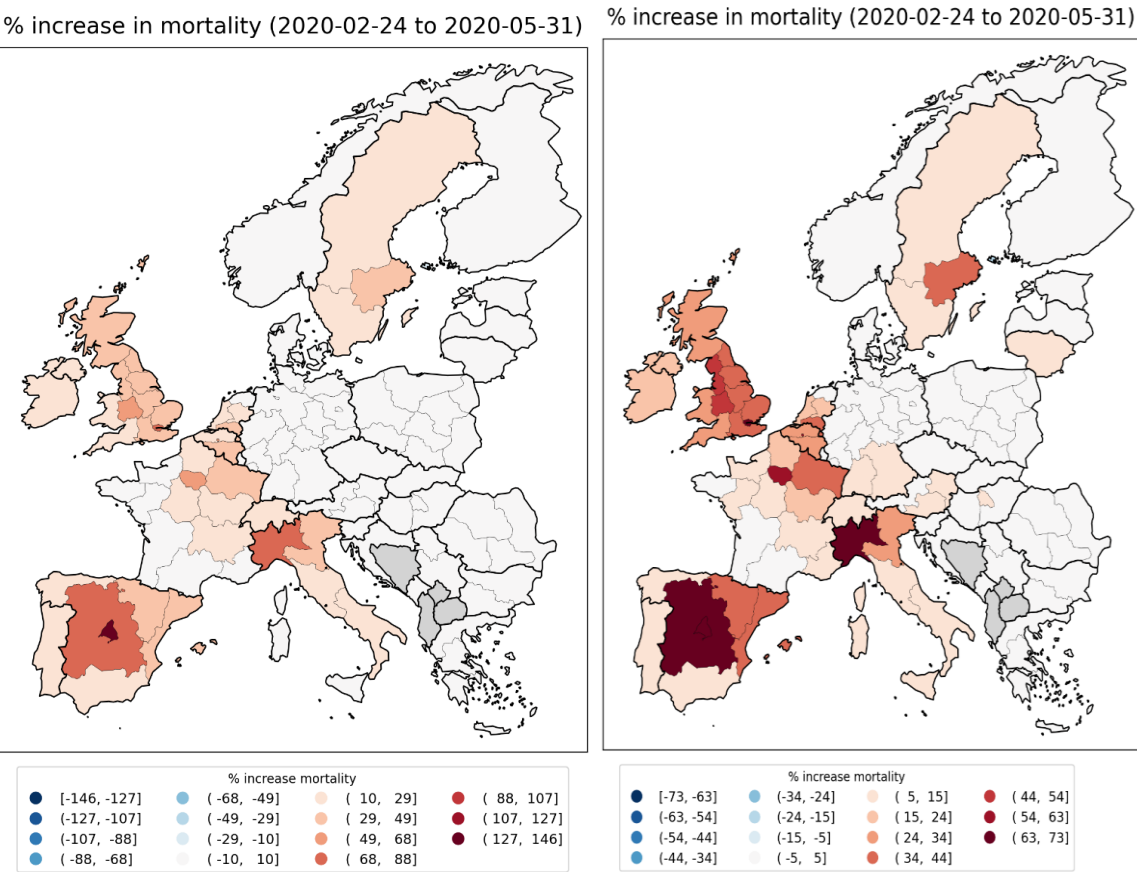 % increase in mortality (2020-02-24 to 2020-05-31)
% increase mortality
[-146, -127]
(-127, -107]
(-107, -88]
( -88, -68]
( -68, -49]
( -49, -29]
( -29, -10]
( -10, 10]
( 10, 29]
( 29, 49]
( 49, 68]
( 68, 88]
( 88, 107]
( 107, 127]
( 127, 146]
% increase in mortality (2020-02-24 to 2020-05-31)
% increase mortality
[-73, -63]
(-63, -54]
(-54, -44]
(-44, -34]
(-34, -24]
(-24, -15]
(-15, -5]
( -5, 5]
( 5, 15]
( 15, 24]
( 24, 34]
( 34, 44]
( 44, 54]
( 54, 63]
( 63, 73]